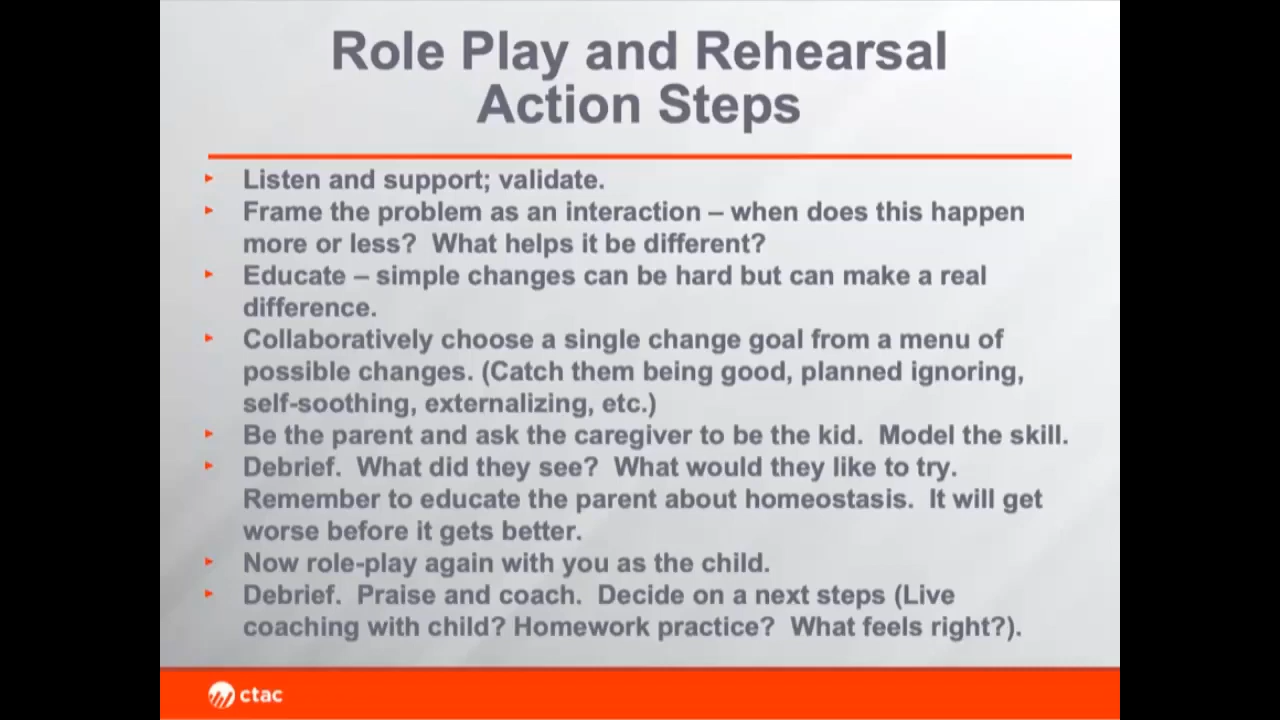 Role Play and Rehearsal
Action Steps
Listen and support; validate.
Frame the problem as an interaction – when does this happen
more or less?  What helps it be different?
Educate – simple changes can be hard but can make a real
difference.
Collaboratively choose a single change goal from a menu of
possible changes. (Catch them being good, planned ignoring,
self-soothing, externalizing, etc.)
Be the parent and ask the caregiver to be the kid.  Model the skill.
Debrief.  What did they see?  What would they like to try.
Remember to educate the parent about homeostasis.  It will get
worse before it gets better.
Now role-play again with you as the child.
Debrief.  Praise and coach.  Decide on a next steps (Live
coaching with child? Homework practice?  What feels right?).
ctac